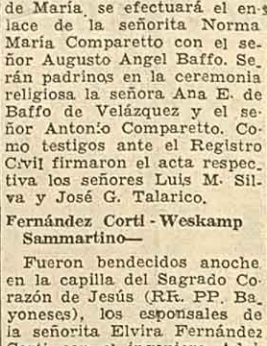 de María, se efectuará el en-
lace de la señorita Norma
María Comparetto con el se-
ñor Augusto Angel Baffo. Se.
rán padrinos en la ceremonia
religiosa la señora Ana E. de
Baffo de Velázquez y el se-
ñor Antonio Comparetto. Co-
mo testigos ante el Registro
Civil firmaron el acta respec-
tiva los señores Luis M. Sil-
va y José G. Talarico.
Fernández Corti - Weskamp
Sammartino—
Fueron bendecidos anoche
en la capilla del Sagrado Co-
razón de Jesús (RR. PP. Ba-
yoneses), los esponsales de
la señorita Elvira Fernández